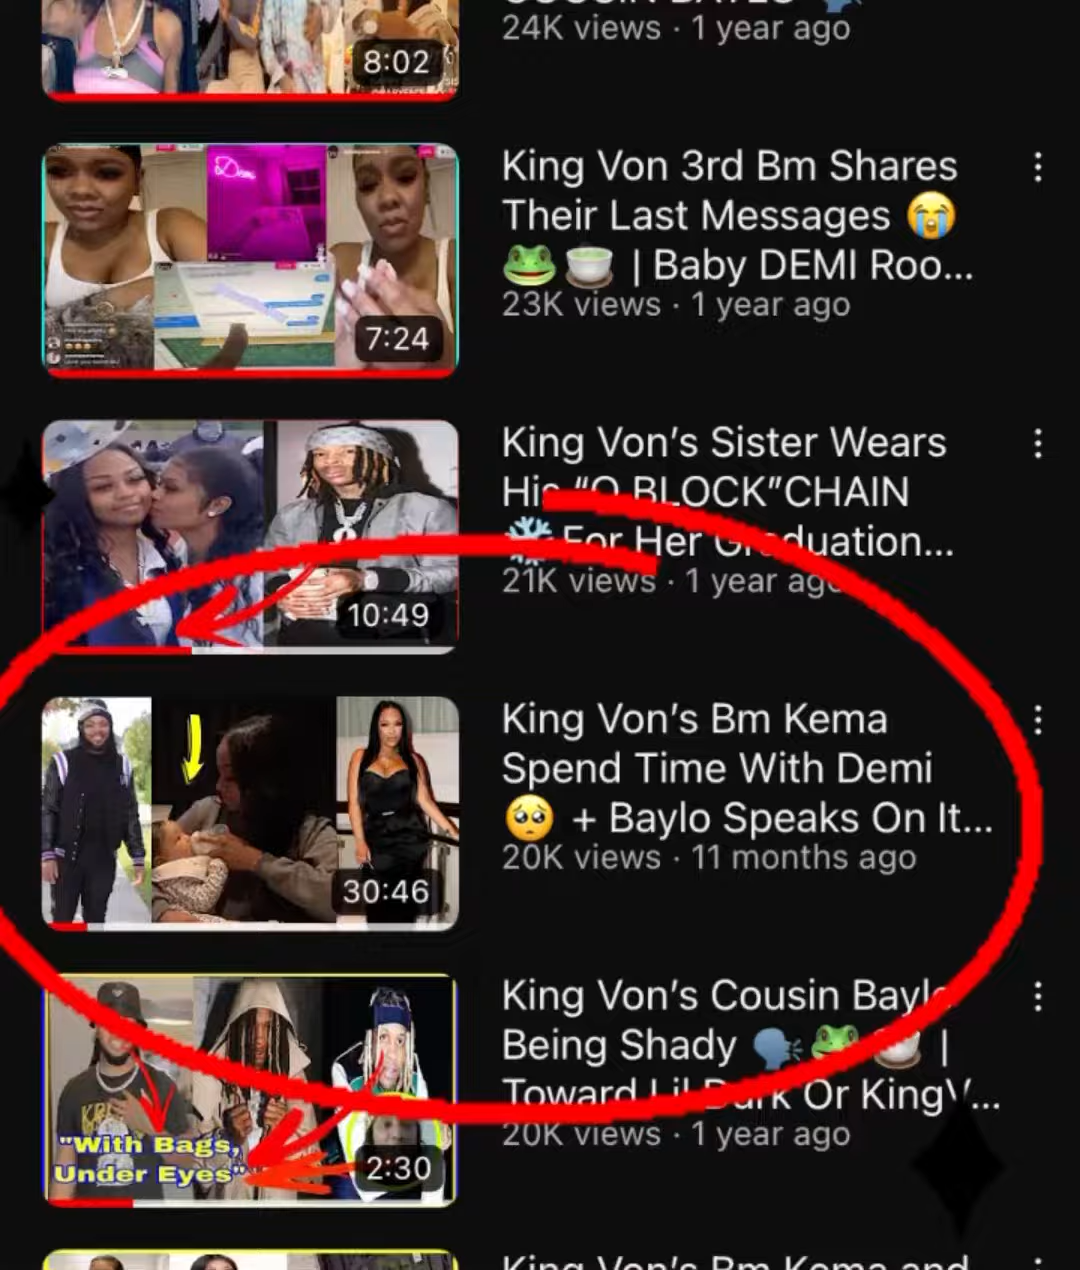 24K views · 1 year ago
8:02
King Von 3rd Bm Shares
Their Last Messages 😭
🐸🍵 | Baby DEMI Roo...
23K views · 1 year ago
7:24
King Von's Sister Wears
His "O BLOCK"CHAIN
❄️ For Her Graduation...
21K views · 1 year ago
10:49
King Von's Bm Kema
Spend Time With Demi
🥺 + Baylo Speaks On It...
20K views · 11 months ago
30:46
King Von's Cousin Baylo
Being Shady 🗣️🐸🍵 |
Toward Lil Durk Or KingV...
20K views · 1 year ago
"With Bags,
Under Eyes"
2:30
King Von's Bm Kema and